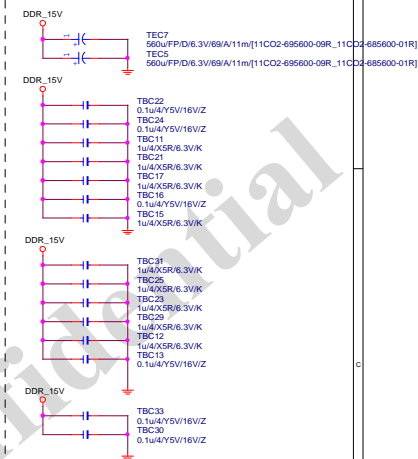 DDR_15V
1
+
TEC7
560u/FP/D/6.3V/69/A/11m/[11CO2-695600-09R_11CO2-685600-01R]
1
+
TEC5
560u/FP/D/6.3V/69/A/11m/[11CO2-695600-09R_11CO2-685600-01R]
DDR_15V
TBC22
0.1u/4/Y5V/16V/Z
TBC24
0.1u/4/Y5V/16V/Z
TBC11
1u/4/X5R/6.3V/K
TBC21
1u/4/X5R/6.3V/K
TBC17
1u/4/X5R/6.3V/K
TBC16
0.1u/4/Y5V/16V/Z
TBC15
1u/4/X5R/6.3V/K
DDR_15V
TBC31
1u/4/X5R/6.3V/K
TBC25
1u/4/X5R/6.3V/K
TBC23
1u/4/X5R/6.3V/K
TBC29
1u/4/X5R/6.3V/K
TBC12
1u/4/X5R/6.3V/K
TBC13
0.1u/4/Y5V/16V/Z
C
DDR_15V
TBC33
0.1u/4/Y5V/16V/Z
TBC30
0.1u/4/Y5V/16V/Z
fidential